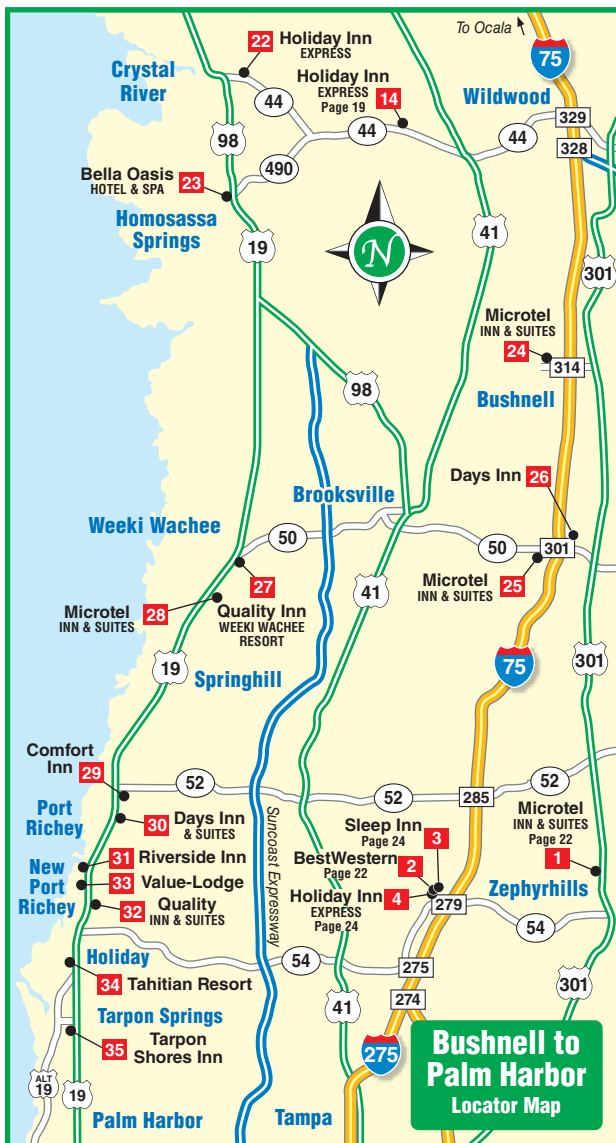 To Ocala
22 Holiday Inn
EXPRESS
75
Crystal
River
Holiday Inn
EXPRESS
Page 19
14
Wildwood
44
44
44
329
328
98
490
Bella Oasis
HOTEL & SPA
23
Homosassa
Springs
19
N
41
301
Microtel
INN & SUITES
24
314
98
Bushnell
Days Inn 26
Brooksville
Weeki Wachee
50
50
301
27
Microtel
INN & SUITES
25
Microtel
INN & SUITES
28
Quality Inn
WEEKI WACHEE
RESORT
41
19
Springhill
75
301
Comfort
Inn
29
52
52
52
285
Port
Richey
30 Days Inn
& SUITES
Suncoast Expressway
Sleep Inn
Page 24
3
Microtel
INN & SUITES
Page 22
1
New
Port
Richey
31 Riverside Inn
33 Value-Lodge
32 Quality
INN & SUITES
BestWestern
Page 22
2
Holiday Inn
EXPRESS
Page 24
4
279
Zephyrhills
54
54
Holiday
34 Tahitian Resort
275
274
301
41
Tarpon Springs
35 Tarpon
Shores Inn
275
ALT
19
19
Palm Harbor
Tampa
Bushnell to
Palm Harbor
Locator Map